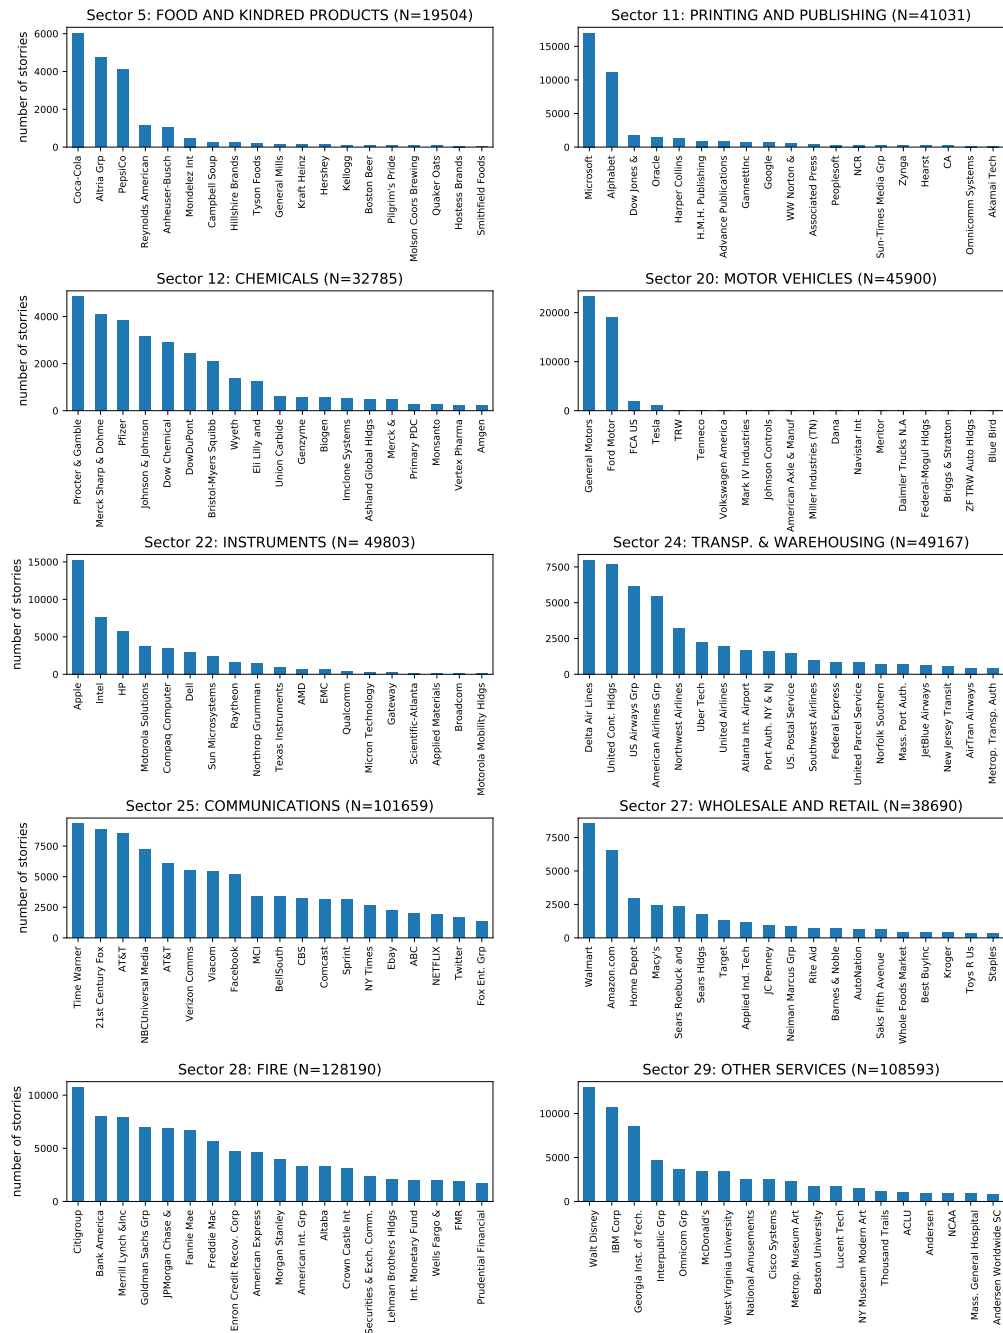 Sector 5: FOOD AND KINDRED PRODUCTS (N=19504)
number of storries
6000
4000
2000
0
Coca-Cola
Altria Grp
PepsiCo
Reynolds American
Anheuser-Busch
Mondelez Int
Campbell Soup
Hillshire Brands
Tyson Foods
General Mills
Kraft Heinz
Hershey
Kellogg
Boston Beer
Pilgrim's Pride
Molson Coors Brewing
Quaker Oats
Hostess Brands
Smithfield Foods
Sector 11: PRINTING AND PUBLISHING (N=41031)
15000
10000
5000
0
Microsoft
Alphabet
Dow Jones &
Oracle
Harper Collins
H.M.H. Publishing
Advance Publications
GannettInc
Google
WW Norton &
Associated Press
Peoplesoft
NCR
Sun-Times Media Grp
Zynga
Hearst
CA
Omnicomm Systems
Akamai Tech
Sector 12: CHEMICALS (N=32785)
number of storries
4000
2000
0
Procter & Gamble
Merck Sharp & Dohme
Pfizer
Johnson & Johnson
Dow Chemical
DowDuPont
Bristol-Myers Squibb
Wyeth
Eli Lilly and
Union Carbide
Genzyme
Biogen
Imclone Systems
Ashland Global Hldgs
Merck &
Primary PDC
Monsanto
Vertex Pharma
Amgen
Sector 20: MOTOR VEHICLES (N=45900)
20000
10000
0
General Motors
Ford Motor
FCA US
Tesla
TRW
Tenneco
Volkswagen America
Mark IV Industries
Johnson Controls
American Axle & Manuf
Miller Industries (TN)
Dana
Navistar Int
Meritor
Daimler Trucks N.A
Federal-Mogul Hldgs
Briggs & Stratton
ZF TRW Auto Hldgs
Blue Bird
Sector 22: INSTRUMENTS (N= 49803)
number of storries
15000
10000
5000
0
Apple
Intel
HP
Motorola Solutions
Compaq Computer
Dell
Sun Microsystems
Raytheon
Northrop Grumman
Texas Instruments
AMD
EMC
Qualcomm
Micron Technology
Gateway
Scientific-Atlanta
Applied Materials
Broadcom
Motorola Mobility Hldgs
Sector 24: TRANSP. & WAREHOUSING (N=49167)
7500
5000
2500
0
Delta Air Lines
United Cont. Hldgs
US Airways Grp
American Airlines Grp
Northwest Airlines
Uber Tech
United Airlines
Atlanta Int. Airport
Port Auth. NY & NJ
US. Postal Service
Southwest Airlines
Federal Express
United Parcel Service
Norfolk Southern
Mass. Port Auth.
JetBlue Airways
New Jersey Transit
AirTran Airways
Metrop. Transp. Auth
Sector 25: COMMUNICATIONS (N=101659)
number of storries
7500
5000
2500
0
Time Warner
21st Century Fox
AT&T
NBCUniversal Media
AT&T
Verizon Comms
Viacom
Facebook
MCI
BellSouth
CBS
Comcast
Sprint
NY Times
Ebay
ABC
NETFLIX
Twitter
Fox Ent. Grp
Sector 27: WHOLESALE AND RETAIL (N=38690)
7500
5000
2500
0
Walmart
Amazon.com
Home Depot
Macy's
Sears Roebuck and
Sears Hldgs
Target
Applied Ind. Tech
JC Penney
Neiman Marcus Grp
Rite Aid
Barnes & Noble
AutoNation
Saks Fifth Avenue
Whole Foods Market
Best BuyInc
Kroger
Toys R Us
Staples
Sector 28: FIRE (N=128190)
number of storries
10000
5000
0
Citigroup
Bank America
Merrill Lynch &Inc
Goldman Sachs Grp
JPMorgan Chase &
Fannie Mae
Freddie Mac
Enron Credit Recov. Corp
American Express
Morgan Stanley
American Int. Grp
Altaba
Crown Castle Int
Securities & Exch. Comm.
Lehman Brothers Hldgs
Int. Monetary Fund
Wells Fargo &
FMR
Prudential Financial
Sector 29: OTHER SERVICES (N=108593)
10000
5000
0
Walt Disney
IBM Corp
Georgia Inst. of Tech.
Interpublic Grp
Omnicom Grp
McDonald's
West Virginia University
National Amusements
Cisco Systems
Metrop. Museum Art
Boston University
Lucent Tech
NY Museum Modern Art
Thousand Trails
ACLU
Andersen
NCAA
Mass. General Hospital
Andersen Worldwide SC